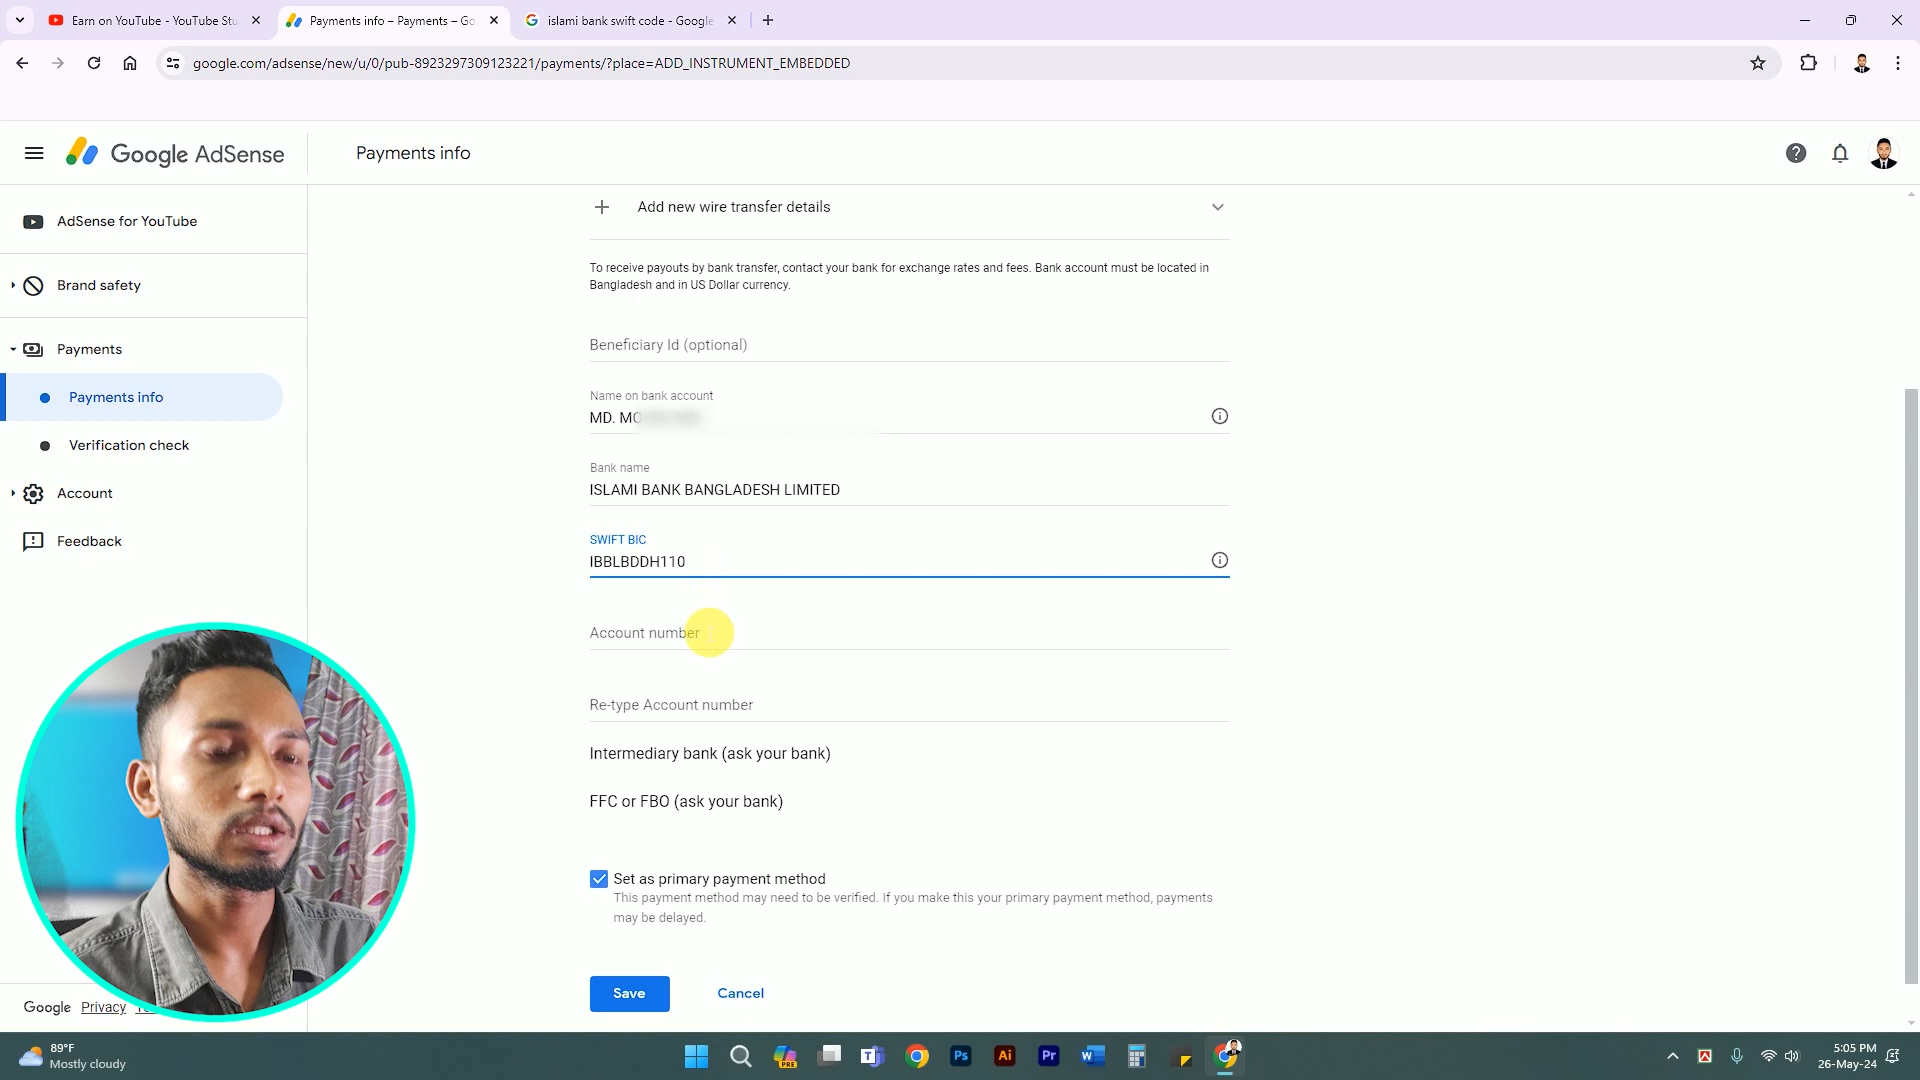 Earn on YouTube - YouTube Stu
Payments info – Payments – Go
islami bank swift code - Google
google.com/adsense/new/u/0/pub-8923297309123221/payments/?place=ADD_INSTRUMENT_EMBEDDED
Google AdSense
Payments info
AdSense for YouTube
Brand safety
Payments
Payments info
Verification check
Account
Feedback
Add new wire transfer details
To receive payouts by bank transfer, contact your bank for exchange rates and fees. Bank account must be located in
Bangladesh and in US Dollar currency.
Beneficiary Id (optional)
Name on bank account
MD. MO
Bank name
ISLAMI BANK BANGLADESH LIMITED
SWIFT BIC
IBBLBDDH110
Account number
Re-type Account number
Intermediary bank (ask your bank)
FFC or FBO (ask your bank)
Set as primary payment method
This payment method may need to be verified. If you make this your primary payment method, payments
may be delayed.
Save
Cancel
Google Privacy
89°F
Mostly cloudy
PRE
Ps
Ai
Pr
W
5:05 PM
26-May-24